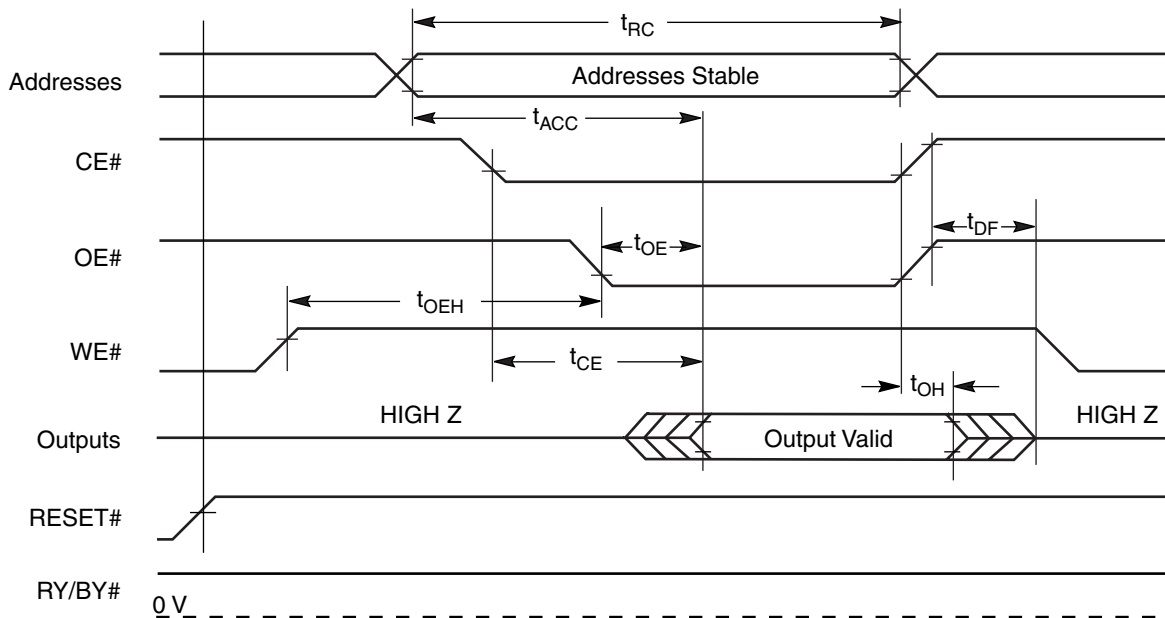 tRC
Addresses
Addresses Stable
tACC
CE#
tDF
OE#
tOE
tOEH
WE#
tCE
tOH
HIGH Z
HIGH Z
Outputs
Output Valid
RESET#
RY/BY#
0 V